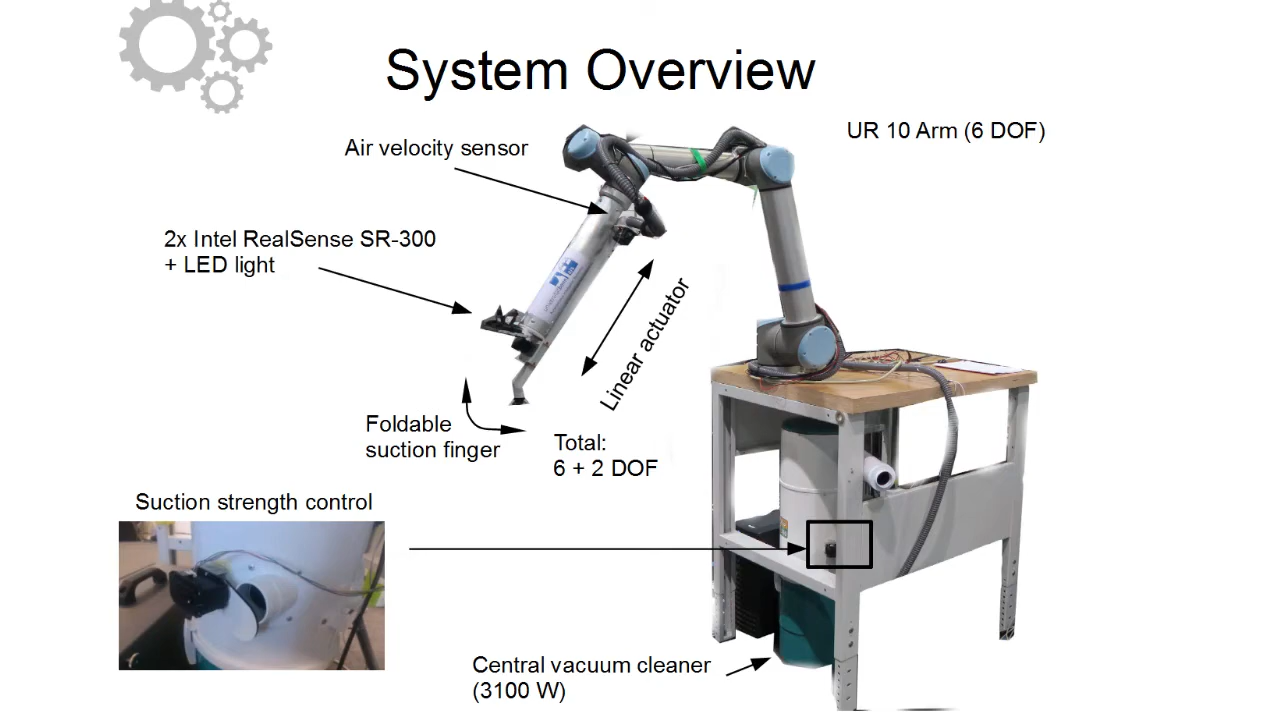 System Overview
UR 10 Arm (6 DOF)
Air velocity sensor
2x Intel RealSense SR-300
+ LED light
Linear actuator
Foldable
suction finger
Total:
6 + 2 DOF
Suction strength control
Central vacuum cleaner
(3100 W)